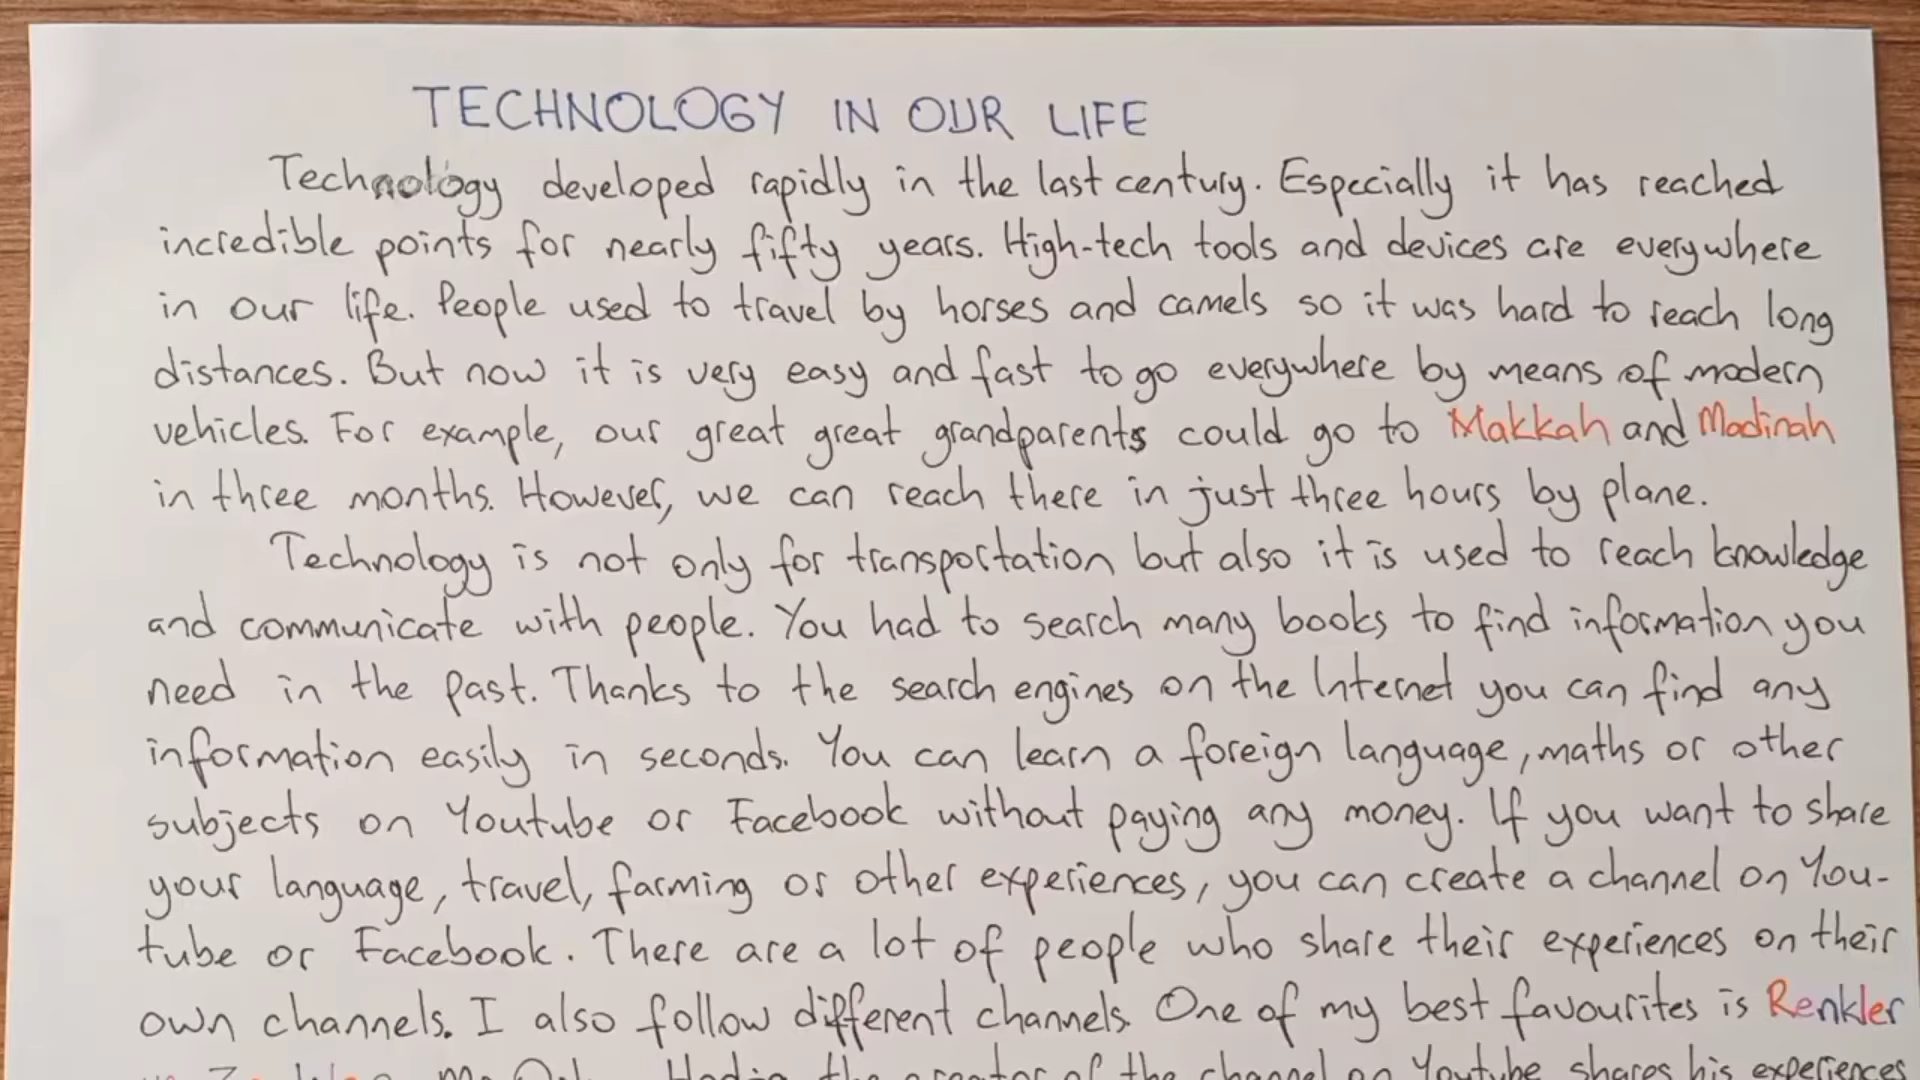 TECHNOLOGY IN OUR LIFE
Technology developed rapidly in the last century. Especially it has reached
incredible points for nearly fifty years. High-tech tools and devices are everywhere
in our life. People used to travel by horses and camels so it was hard to reach long
distances. But now it is very easy and fast to go everywhere by means of modern
vehicles. For example, our great great grandparents could go to Makkah and Madinah
in three months. However, we can reach there in just three hours by plane.
Technology is not only for transportation but also it is used to reach knowledge
and communicate with people. You had to search many books to find information you
need in the past. Thanks to the search engines on the Internet you can find any
information easily in seconds. You can learn a foreign language, maths or other
subjects on Youtube or Facebook without paying any money. If you want to share
your language, travel, farming or other experiences, you can create a channel on You-
tube or Facebook. There are a lot of people who share their experiences on their
own channels. I also follow different channels. One of my best favourites is Renkler
the creator of the channel on Youtube shares his experiences